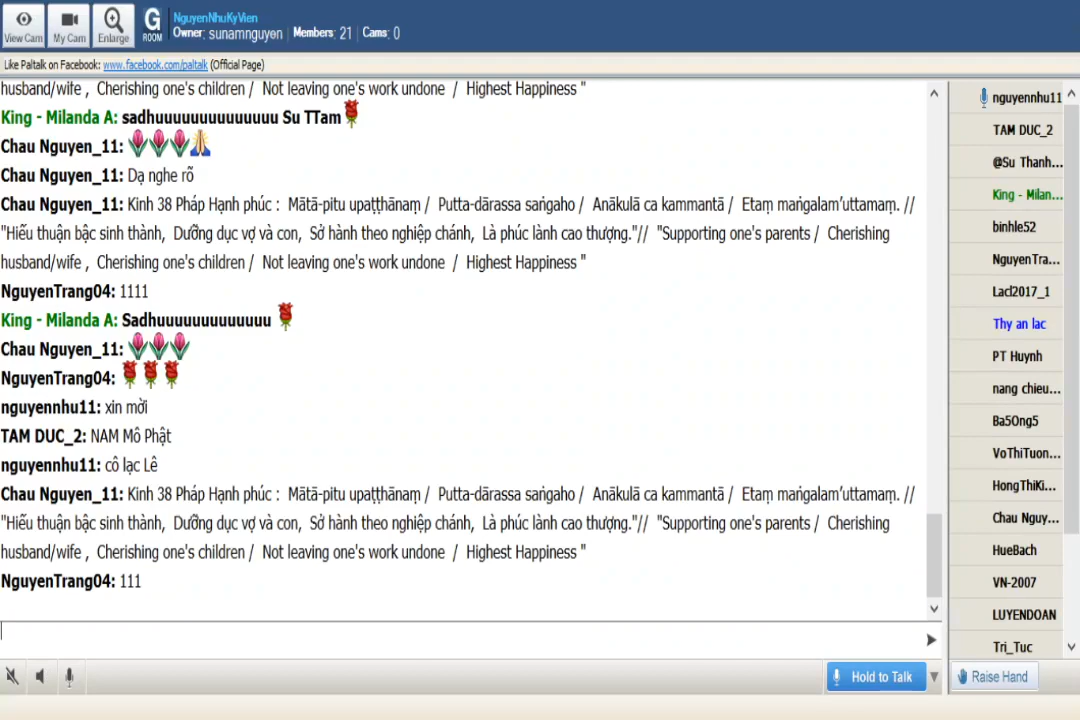 View Cam
My Cam
Enlarge
G ROOM
NguyenNhuKyVien
Owner: sunamnguyen | Members: 21 | Cams: 0
Like Paltalk on Facebook: www.facebook.com/paltalk (Official Page)
husband/wife , Cherishing one's children / Not leaving one's work undone / Highest Happiness "
King - Milanda A: sadhuuuuuuuuuuuuuu Su TTam
Chau Nguyen_11:
Chau Nguyen_11: Dạ nghe rõ
Chau Nguyen_11: Kinh 38 Pháp Hạnh phúc : Mātā-pitu upaṭṭhānaṃ / Putta-dārassa saṅgaho / Anākulā ca kammantā / Etaṃ maṅgalam’uttamaṃ. //
"Hiếu thuận bậc sinh thành, Dưỡng dục vợ và con, Sở hành theo nghiệp chánh, Là phúc lành cao thượng."// "Supporting one's parents / Cherishing
husband/wife , Cherishing one's children / Not leaving one's work undone / Highest Happiness "
NguyenTrang04: 1111
King - Milanda A: Sadhuuuuuuuuuuuuu
Chau Nguyen_11:
NguyenTrang04:
nguyennhu11: xin mời
TAM DUC_2: NAM Mô Phật
nguyennhu11: cô lạc Lê
Chau Nguyen_11: Kinh 38 Pháp Hạnh phúc : Mātā-pitu upaṭṭhānaṃ / Putta-dārassa saṅgaho / Anākulā ca kammantā / Etaṃ maṅgalam’uttamaṃ. //
"Hiếu thuận bậc sinh thành, Dưỡng dục vợ và con, Sở hành theo nghiệp chánh, Là phúc lành cao thượng."// "Supporting one's parents / Cherishing
husband/wife , Cherishing one's children / Not leaving one's work undone / Highest Happiness "
NguyenTrang04: 111
Hold to Talk
nguyennhu11
TAM DUC_2
@Su Thanh...
King - Milan...
binhle52
NguyenTra...
Lacl2017_1
Thy an lac
PT Huynh
nang chieu...
Ba5Ong5
VoThiTuon...
HongThiKi...
Chau Nguy...
HueBach
VN-2007
LUYENDOAN
Tri_Tuc
Raise Hand